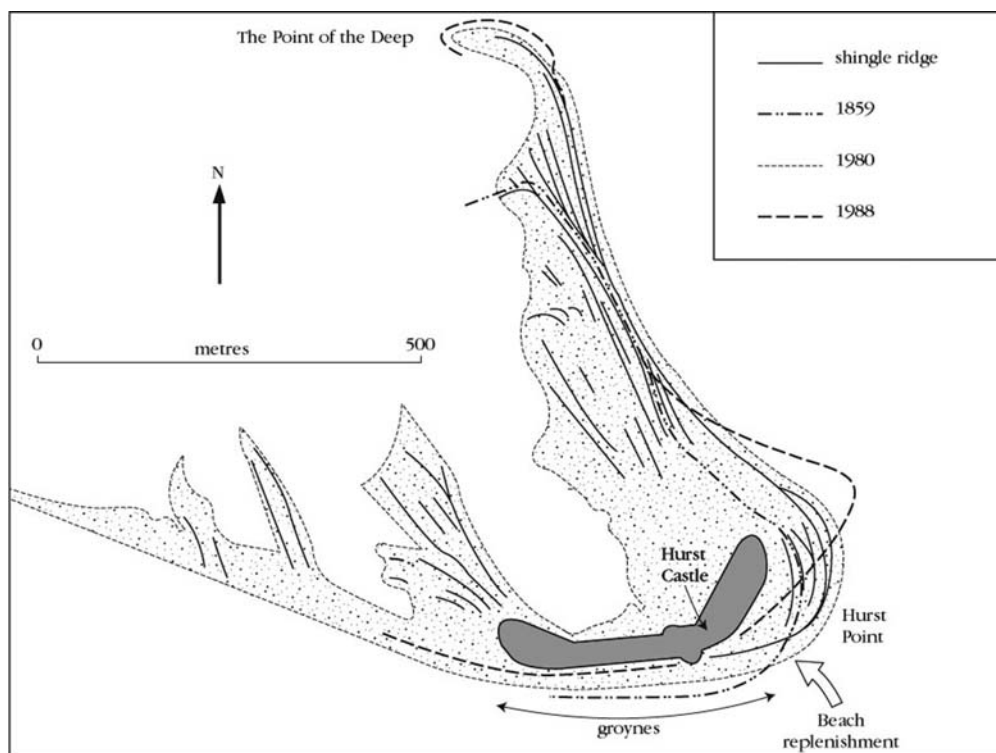 The Point of the Deep
shingle ridge
1859
1980
1988
N
0
500
metres
Hurst
Castle
Hurst
Point
groynes
Beach
replenishment